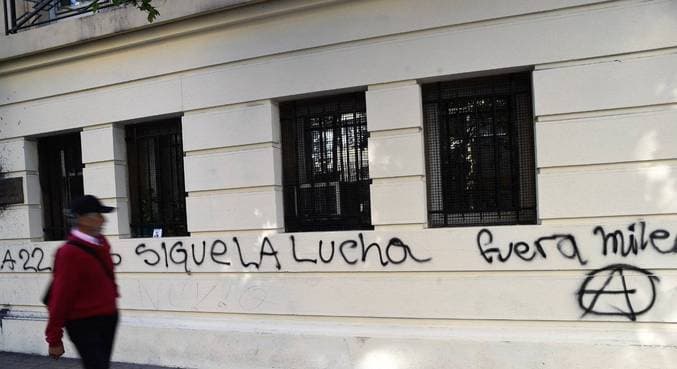 A22 SIGUE LA LUCHA fuera mile